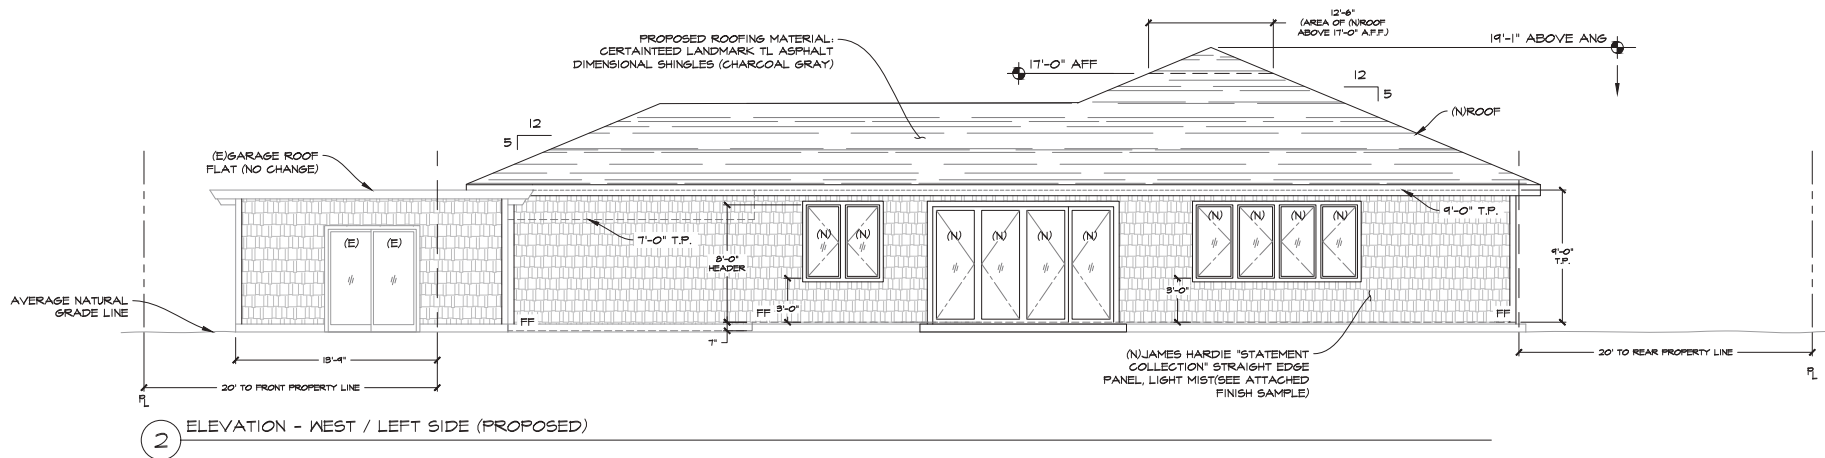 12'-6"
(AREA OF (N)ROOF
ABOVE 17'-0" A.F.F.)
PROPOSED ROOFING MATERIAL:
CERTAINTEED LANDMARK TL ASPHALT
DIMENSIONAL SHINGLES (CHARCOAL GRAY)
17'-0" AFF
19'-1" ABOVE ANG
12
5
(N)ROOF
12
5
(E)GARAGE ROOF
FLAT (NO CHANGE)
(E)
(E)
7'-0" T.P.
8'-0"
HEADER
(N)
(N)
(N)
(N)
(N)
(N)
(N)
(N)
(N)
(N)
9'-0" T.P.
9'-0"
T.P.
3'-0"
3'-0"
AVERAGE NATURAL
GRADE LINE
FF
FF
FF
7"
13'-9"
20' TO FRONT PROPERTY LINE
PL
20' TO REAR PROPERTY LINE
PL
(N)JAMES HARDIE "STATEMENT
COLLECTION" STRAIGHT EDGE
PANEL, LIGHT MIST(SEE ATTACHED
FINISH SAMPLE)
2
ELEVATION - WEST / LEFT SIDE (PROPOSED)